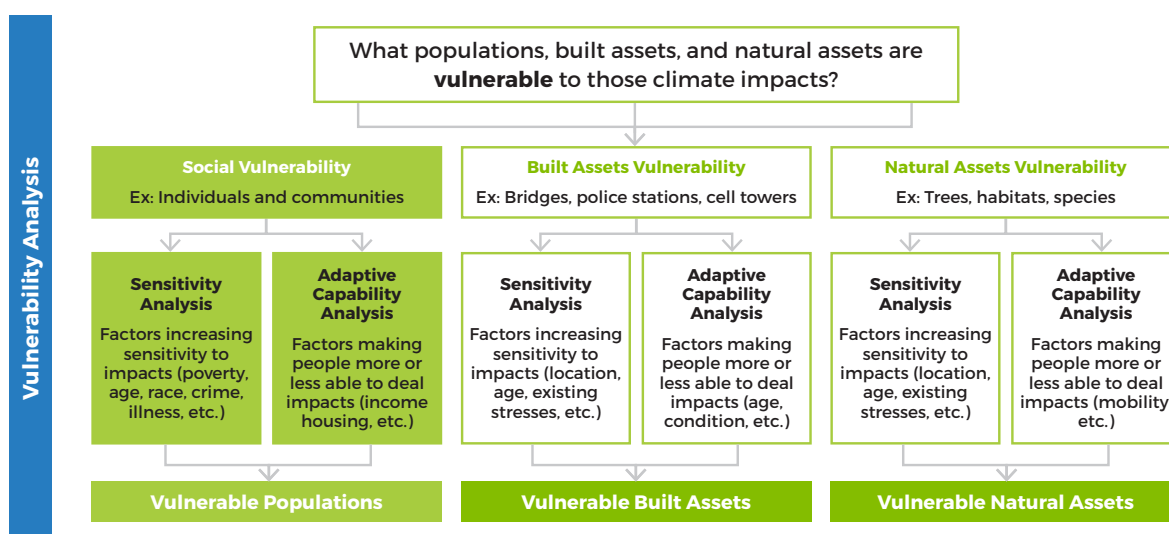 Vulnerability Analysis
What populations, built assets, and natural assets are
vulnerable to those climate impacts?
Social Vulnerability
Ex: Individuals and communities
Built Assets Vulnerability
Ex: Bridges, police stations, cell towers
Natural Assets Vulnerability
Ex: Trees, habitats, species
Sensitivity
Analysis
Factors increasing
sensitivity to
impacts (poverty,
age, race, crime,
illness, etc.)
Adaptive
Capability
Analysis
Factors making
people more or
less able to deal
impacts (income
housing, etc.)
Sensitivity
Analysis
Factors increasing
sensitivity to
impacts (location,
age, existing
stresses, etc.)
Adaptive
Capability
Analysis
Factors making
people more or
less able to deal
impacts (age,
condition, etc.)
Sensitivity
Analysis
Factors increasing
sensitivity to
impacts (location,
age, existing
stresses, etc.)
Adaptive
Capability
Analysis
Factors making
people more or
less able to deal
impacts (mobility
etc.)
Vulnerable Populations
Vulnerable Built Assets
Vulnerable Natural Assets